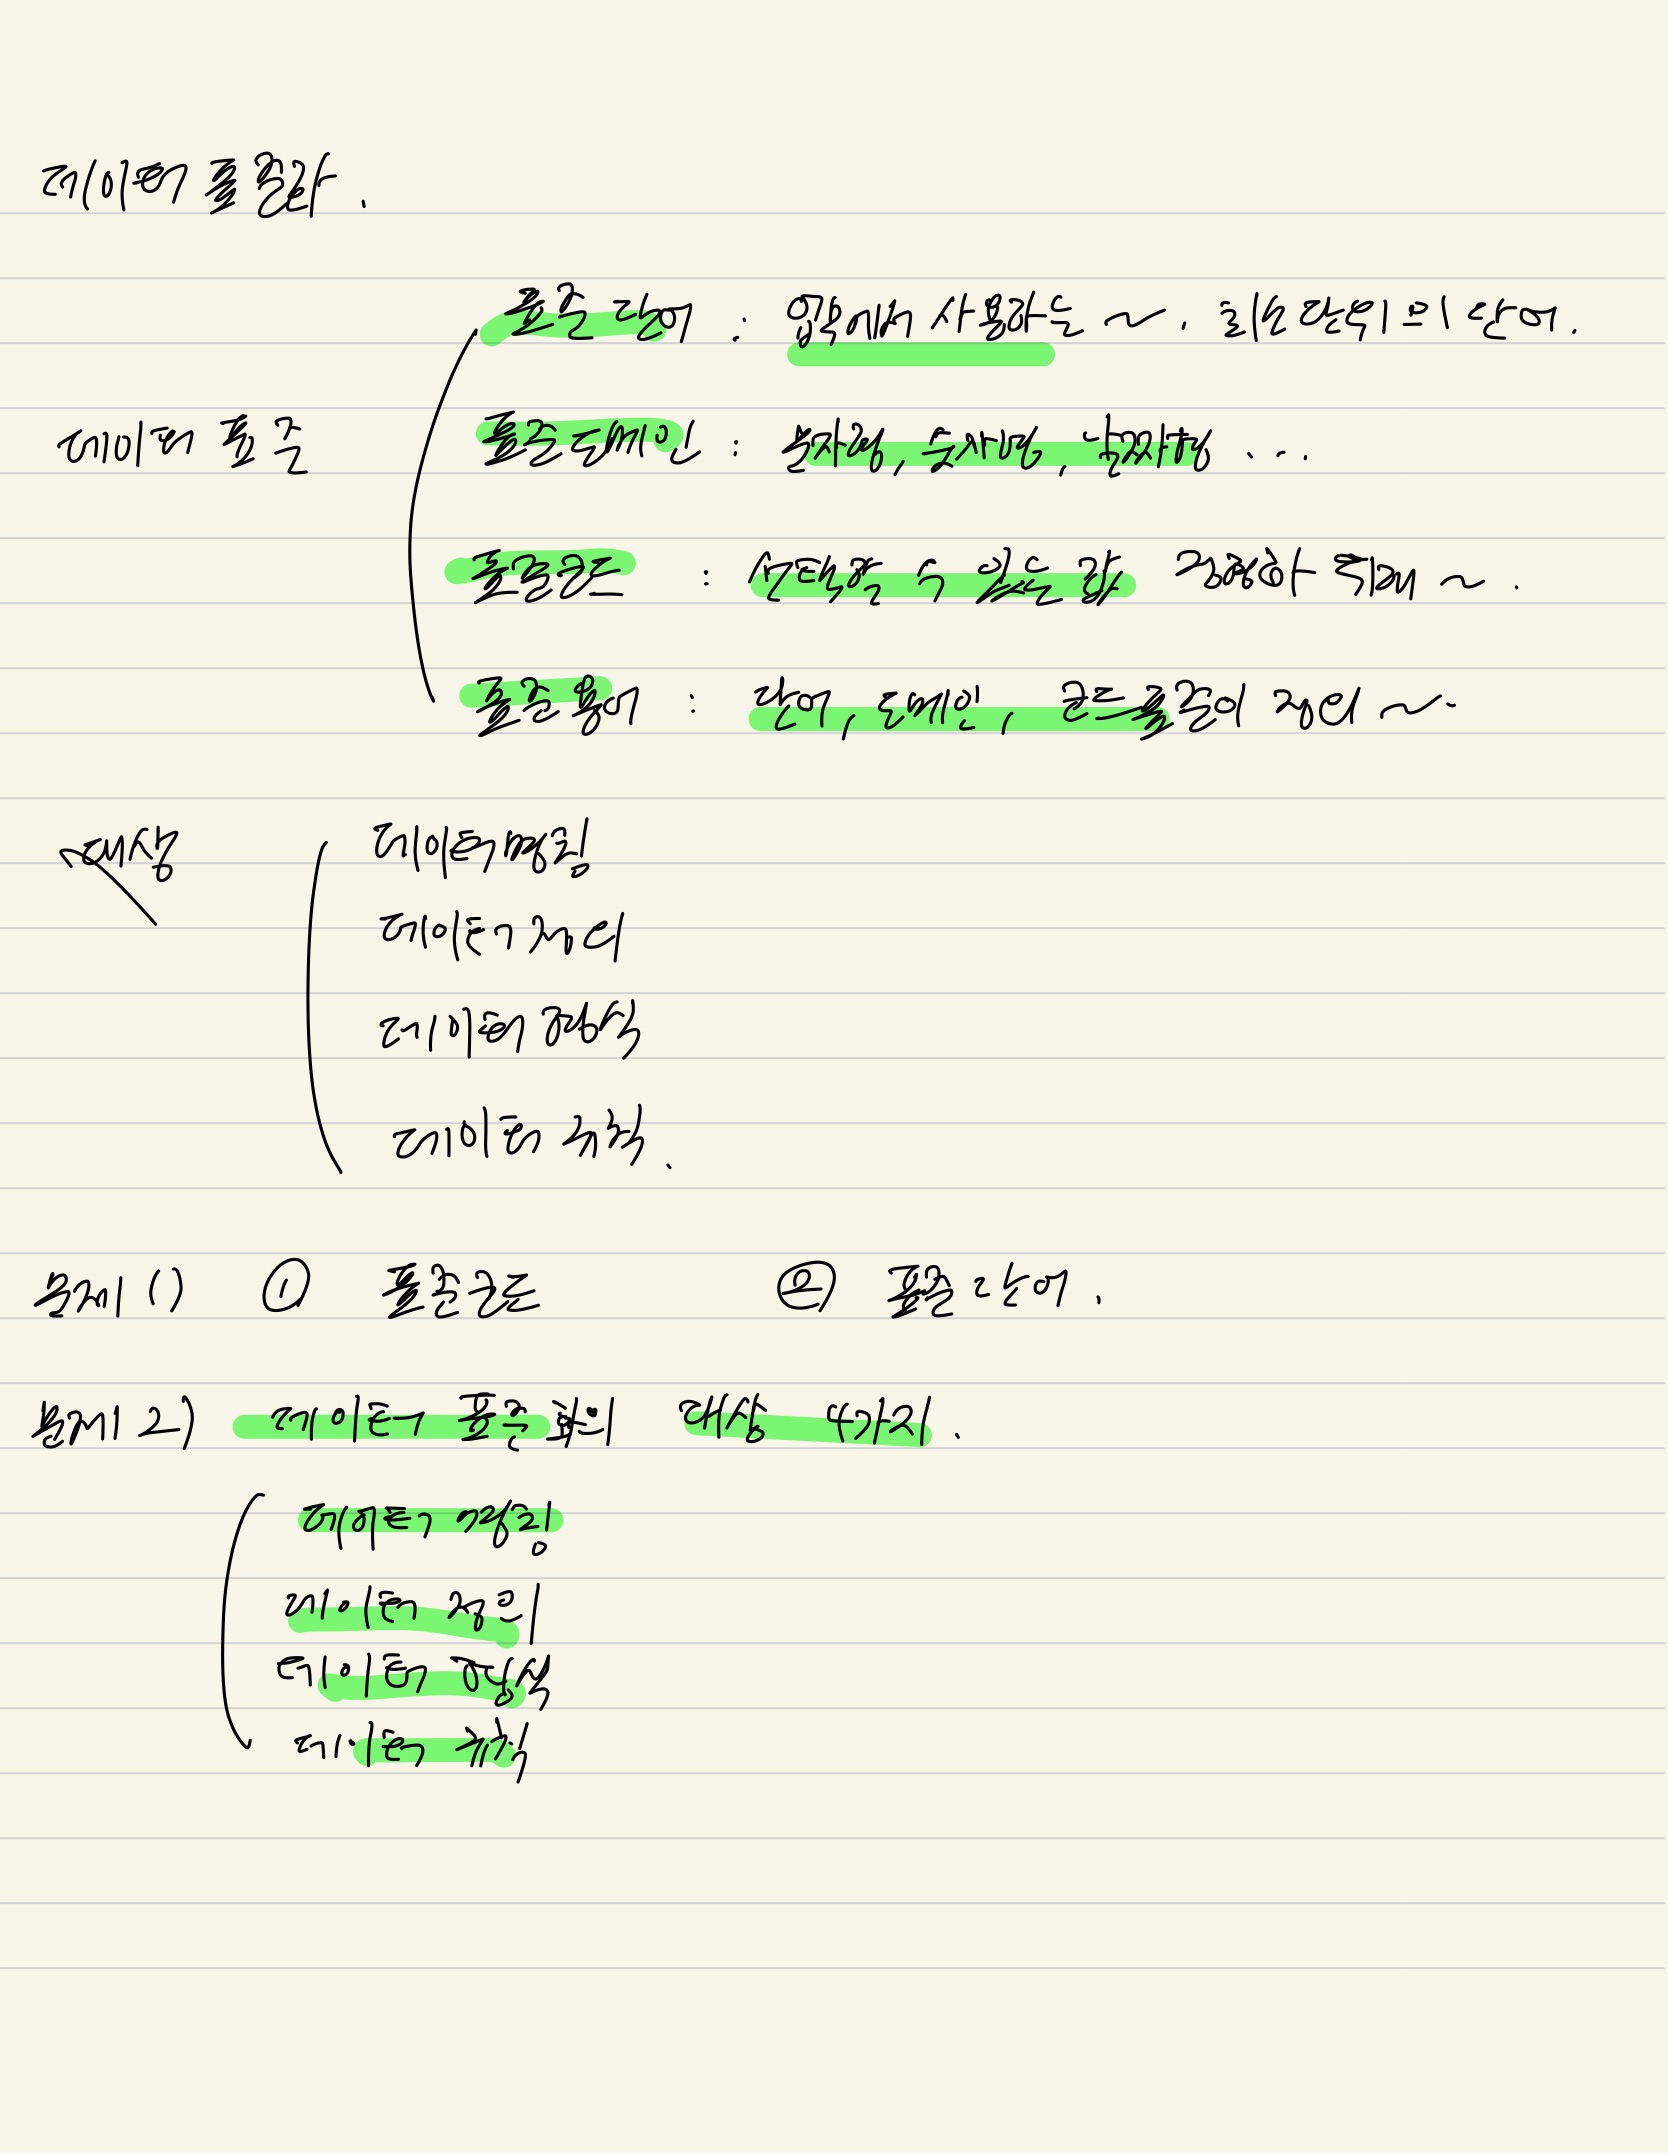 데이터 표준화.
표준 단어 : 업무에서 사용하는 ~. 최소 단위의 단어.
데이터 표준
표준도메인 : 문자형, 숫자형, 날짜형 ...
표준코드 : 선택할 수 있는 값 정형화 ~.
표준용어 : 단어, 도메인, 코드 표준이 정의 ~.
대상
데이터명칭
데이터 정의
데이터 형식
데이터 규칙.
문제 1) ① 표준코드 ② 표준단어.
문제 2) 데이터 표준화의 대상 4가지.
데이터 명칭
데이터 정의
데이터 형식
데이터 규칙